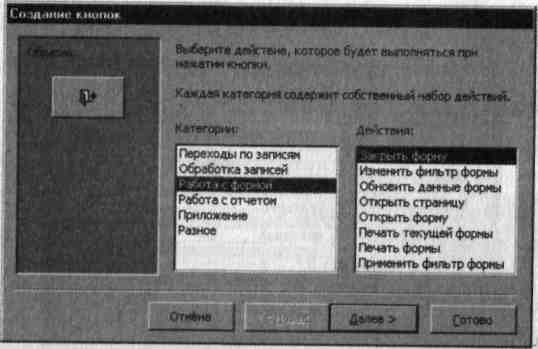 Создание кнопок
Образец:
Выберите действие, которое будет выполняться при
нажатии кнопки.
Каждая категория содержит собственный набор действий.
Категории:
Действия:
Переходы по записям
Обработка записей
Работа с формой
Работа с отчетом
Приложение
Разное
Закрыть форму
Изменить фильтр формы
Обновить данные формы
Открыть страницу
Открыть форму
Печать текущей формы
Печать формы
Применить фильтр формы
Отмена
Далее >
Готово